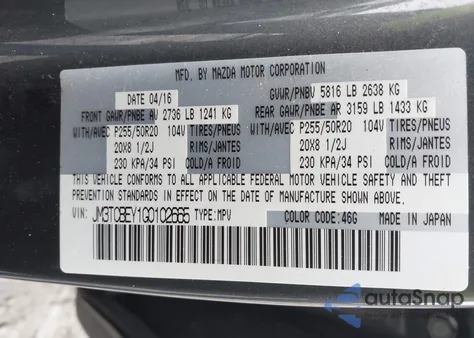 MFD. BY MAZDA MOTOR CORPORATION
DATE 04/16 GVWR/PNBV 5816 LB 2638 KG
FRONT GAWR/PNBE AV 2736 LB 1241 KG REAR GAWR/PNBE AR 3159 LB 1433 KG
WITH/AVEC P255/50R20 104V TIRES/PNEUS WITH/AVEC P255/50R20 104V TIRES/PNEUS
20X8 1/2J RIMS/JANTES 20X8 1/2J RIMS/JANTES
230 KPA/34 PSI COLD/A FROID 230 KPA/34 PSI COLD/A FROID
THIS VEHICLE CONFORMS TO ALL APPLICABLE FEDERAL MOTOR VEHICLE SAFETY AND THEFT
PREVENTION STANDARDS IN EFFECT ON THE DATE OF MANUFACTURE SHOWN ABOVE.
VIN: JM3TC8EY1G0102665 TYPE:MPV COLOR CODE:46G MADE IN JAPAN
autoSnap